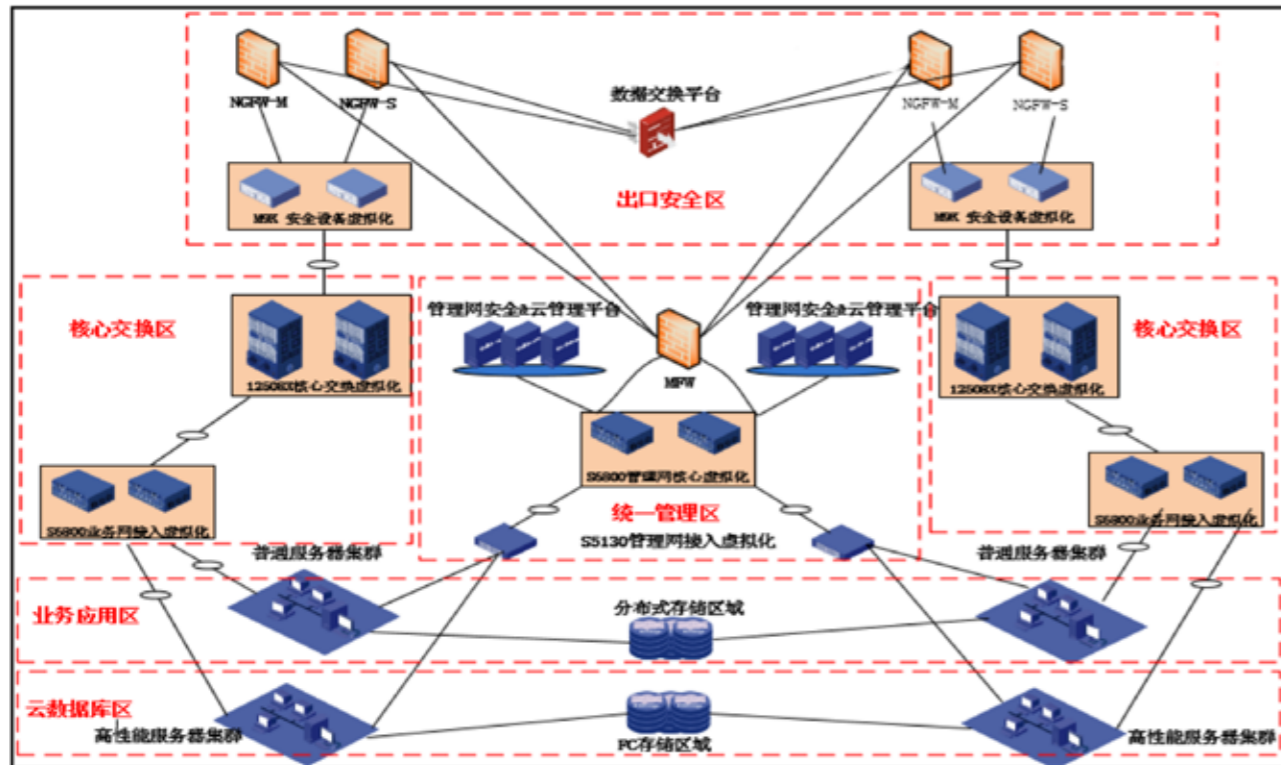 NGFW-M
NGFW-S
数据交换平台
NGFW-M
NGFW-S
M9K 安全设备虚拟化
出口安全区
M9K 安全设备虚拟化
核心交换区
管理网安全&云管理平台
管理网安全&云管理平台
核心交换区
12508X核心交换虚拟化
MFW
12508X核心交换虚拟化
S6800业务网接入虚拟化
S6800管理网核心虚拟化
S6800业务网接入虚拟化
统一管理区
S5130管理网接入虚拟化
普通服务器集群
普通服务器集群
业务应用区
分布式存储区域
云数据库区
高性能服务器集群
FC存储区域
高性能服务器集群